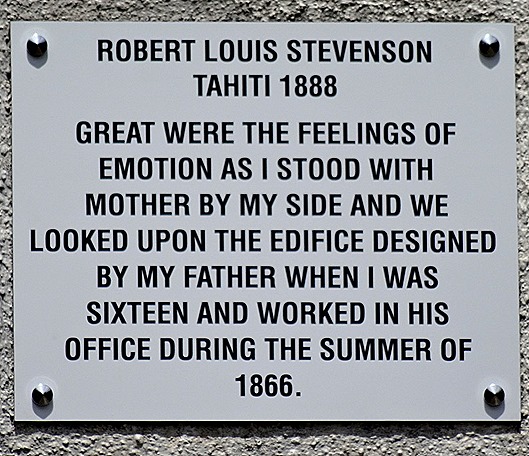 ROBERT LOUIS STEVENSON
TAHITI 1888
GREAT WERE THE FEELINGS OF
EMOTION AS I STOOD WITH
MOTHER BY MY SIDE AND WE
LOOKED UPON THE EDIFICE DESIGNED
BY MY FATHER WHEN I WAS
SIXTEEN AND WORKED IN HIS
OFFICE DURING THE SUMMER OF
1866.